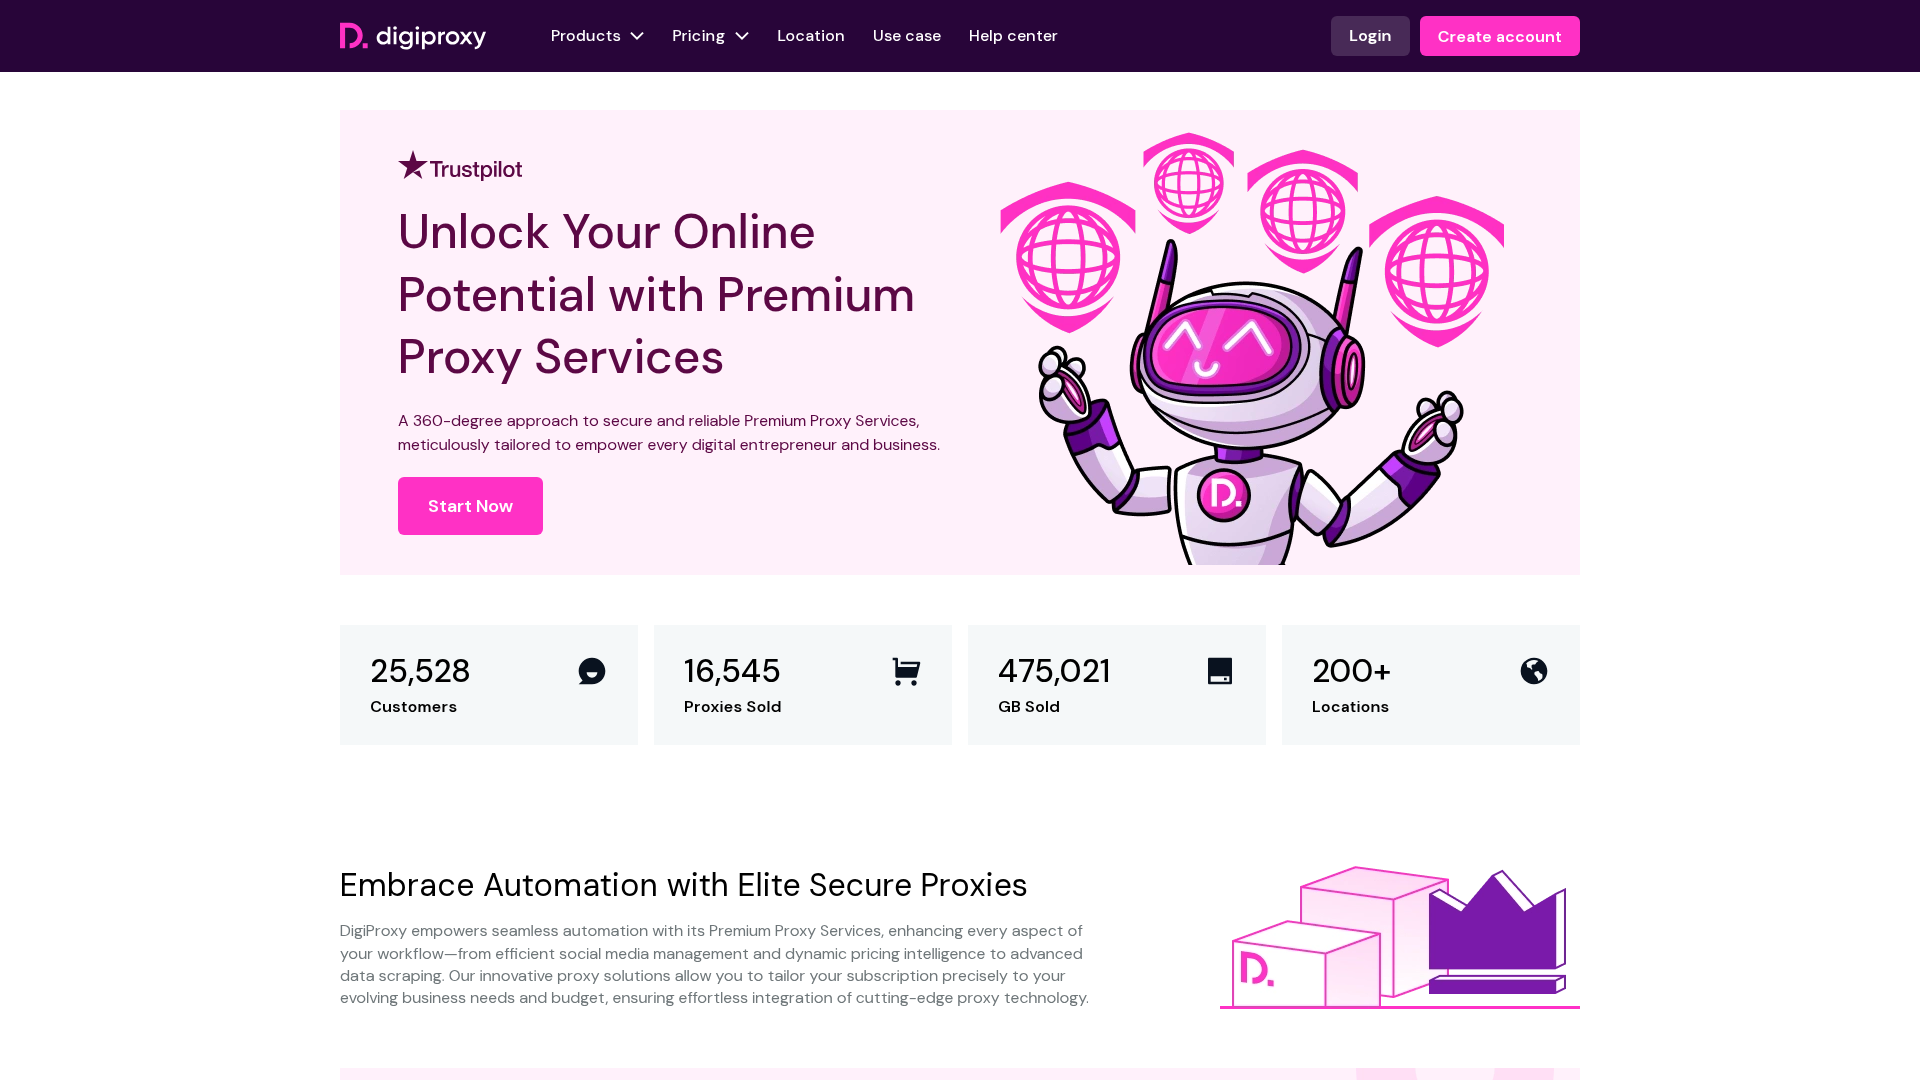 D. digiproxy
Products
Pricing
Location
Use case
Help center
Login
Create account
Trustpilot
Unlock Your Online
Potential with Premium
Proxy Services
A 360-degree approach to secure and reliable Premium Proxy Services,
meticulously tailored to empower every digital entrepreneur and business.
Start Now
D.
25,528
Customers
16,545
Proxies Sold
475,021
GB Sold
200+
Locations
Embrace Automation with Elite Secure Proxies
DigiProxy empowers seamless automation with its Premium Proxy Services, enhancing every aspect of
your workflow—from efficient social media management and dynamic pricing intelligence to advanced
data scraping. Our innovative proxy solutions allow you to tailor your subscription precisely to your
evolving business needs and budget, ensuring effortless integration of cutting-edge proxy technology.
D.